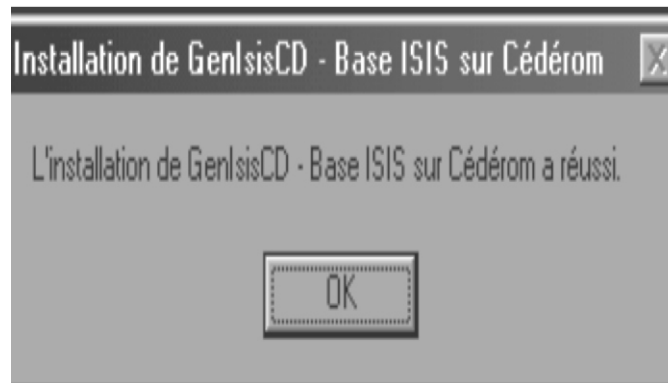 Installation de GenIsisCD - Base ISIS sur Cédérom
L'installation de GenIsisCD - Base ISIS sur Cédérom a réussi.
OK